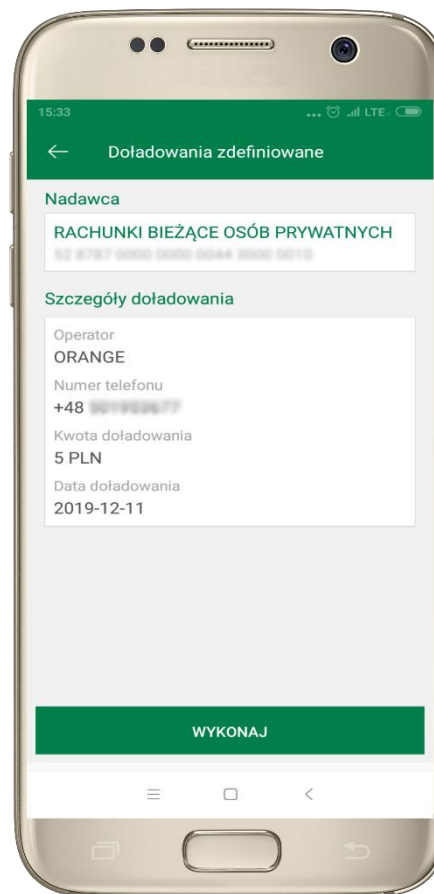 15:33
... LTE
Doładowania zdefiniowane
Nadawca
RACHUNKI BIEŻĄCE OSÓB PRYWATNYCH
Szczegóły doładowania
Operator
ORANGE
Numer telefonu
+48
Kwota doładowania
5 PLN
Data doładowania
2019-12-11
WYKONAJ